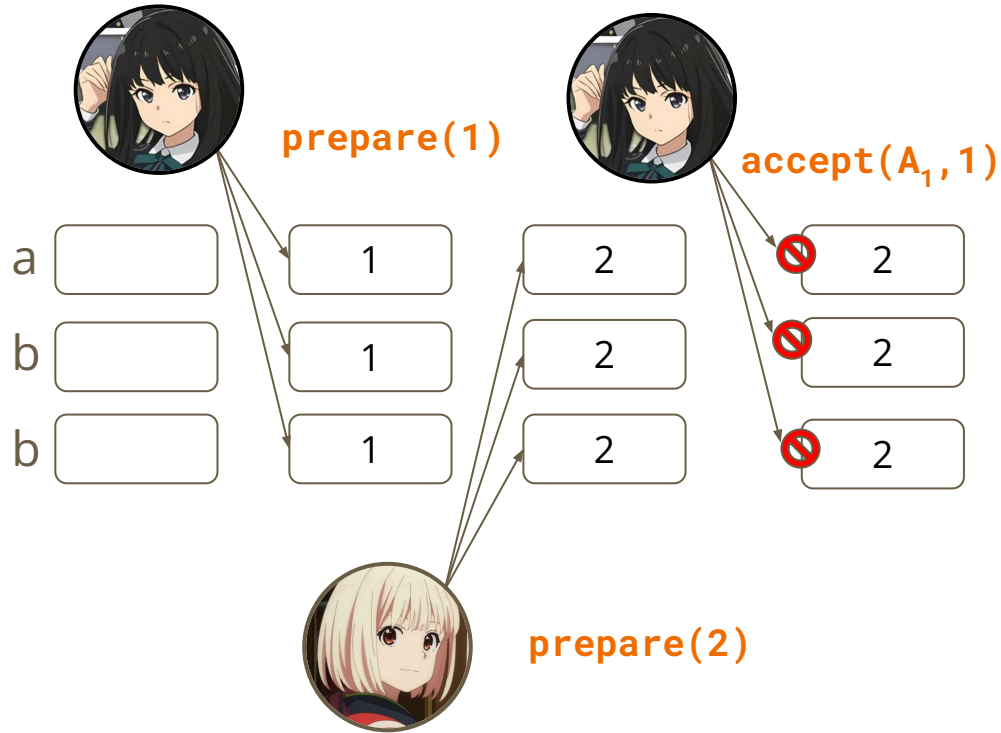 prepare(1)
accept(A₁,1)
a 1 2 2
b 1 2 2
b 1 2 2
prepare(2)